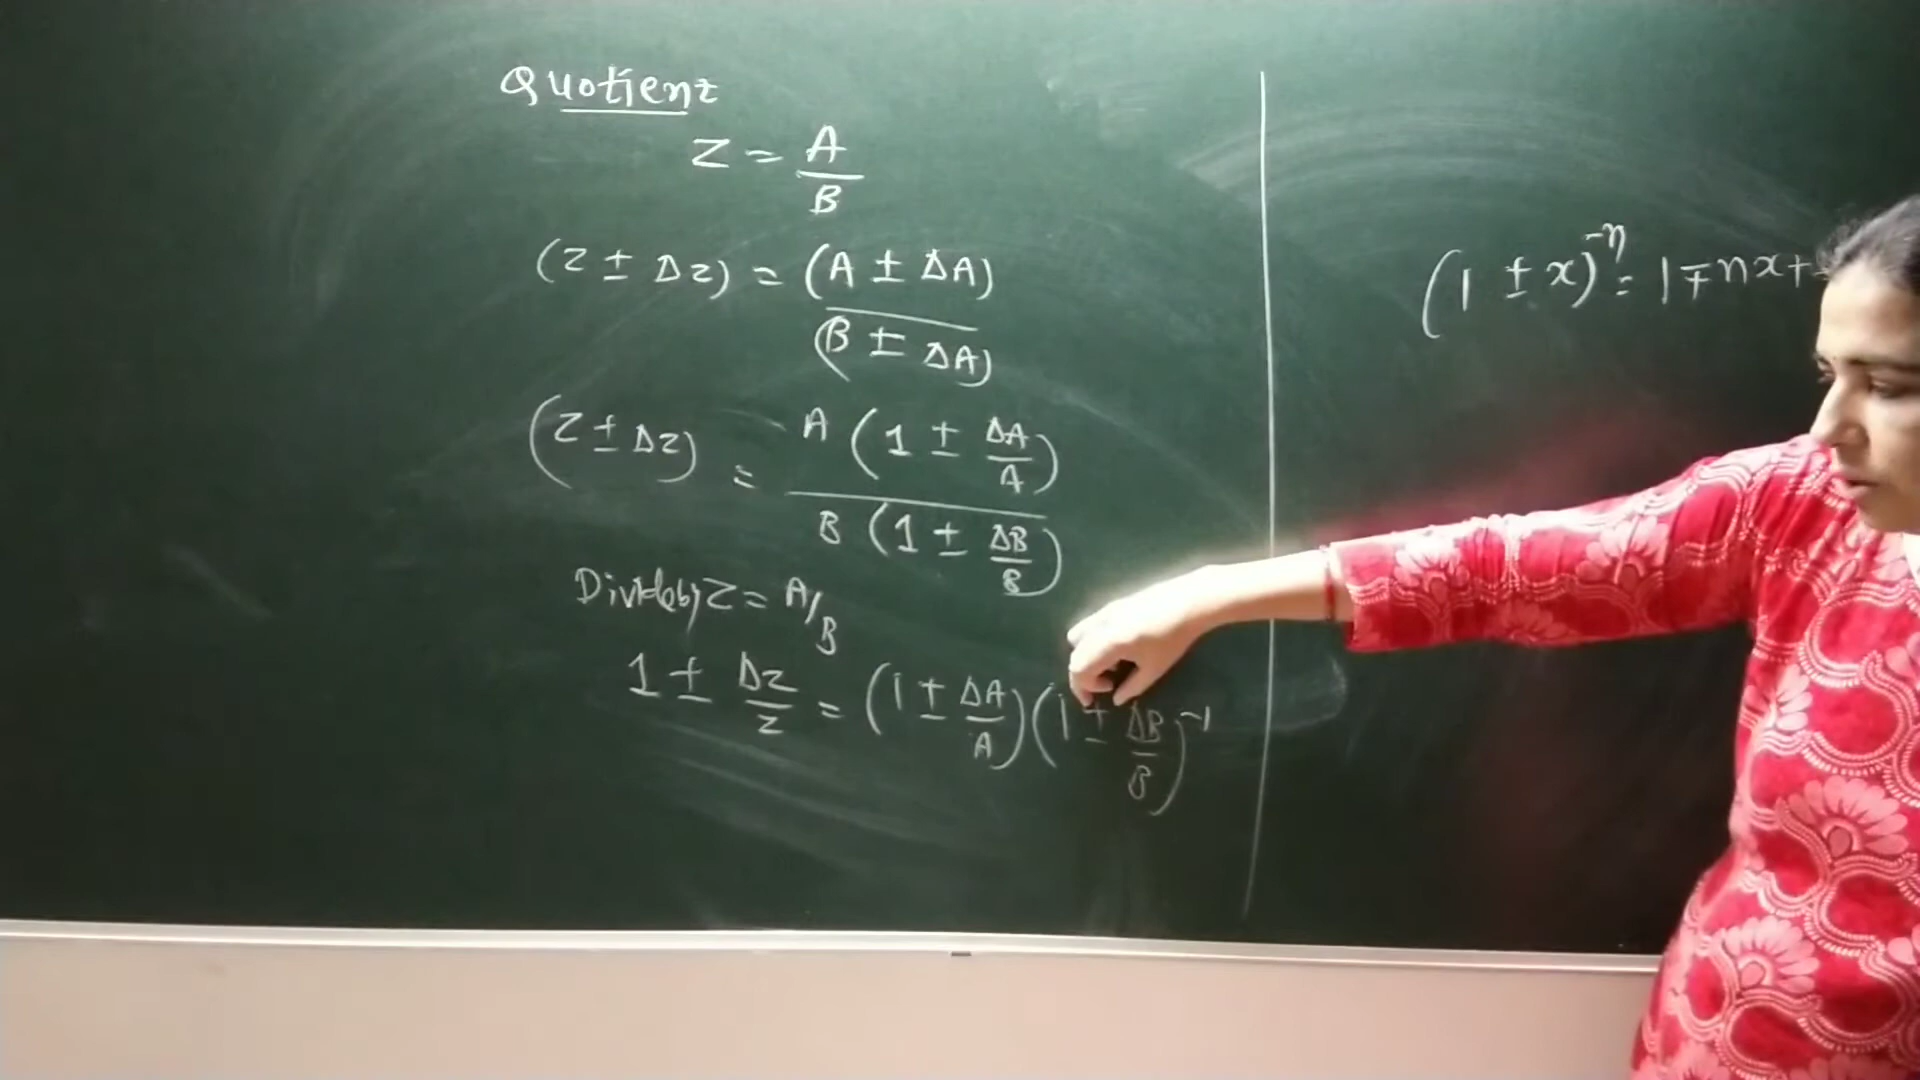 Quotient
Z = A/B
(Z ± ΔZ) = (A ± ΔA)/(B ± ΔA)
(Z ± ΔZ) = A (1 ± ΔA/A) / B (1 ± ΔB/B)
Divide by Z = A/B
1 ± ΔZ/Z = (1 ± ΔA/A)(1 ± ΔB/B)⁻¹
(1 ± x)⁻ⁿ = 1 ∓ nx +